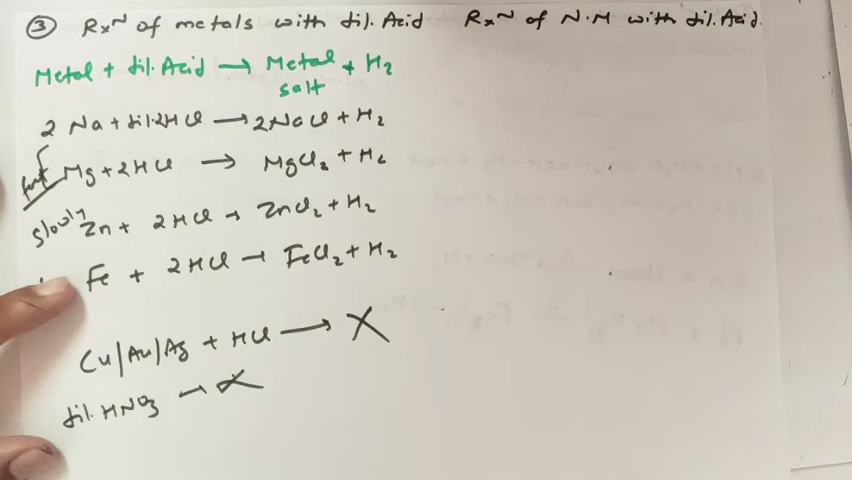 ③ Rxᴺ of metals with dil. Acid Rxᴺ of N.M with dil. Acid.
Metal + dil. Acid → Metal salt + H₂
2 Na + dil. 2HCl → 2NaCl + H₂
fast Mg + 2HCl → MgCl₂ + H₂
slowly Zn + 2HCl → ZnCl₂ + H₂
Fe + 2HCl → FeCl₂ + H₂
Cu/Au/Ag + HCl → X
dil. HNO₃ → X